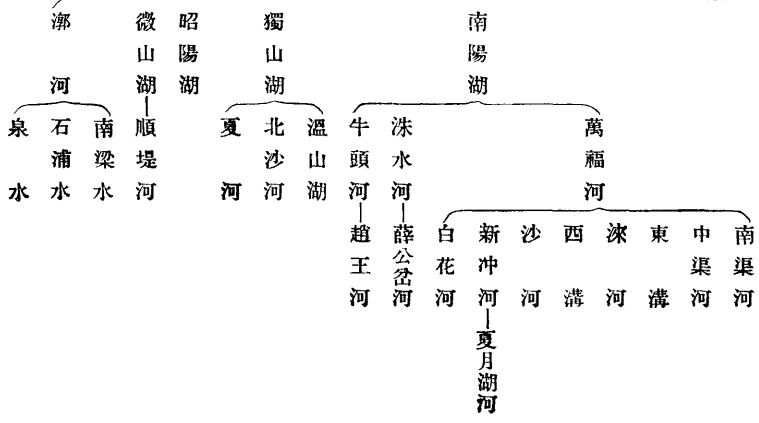 南陽湖
萬福河
南渠河
中渠河
東溝
淶河
西溝
沙河
新冲河
夏月湖河
白花河
洙水河
薛公岔河
牛頭河
趙王河
獨山湖
溫山湖
北沙河
夏河
昭陽湖
微山湖
順堤河
漷河
南梁水
石浦水
泉水